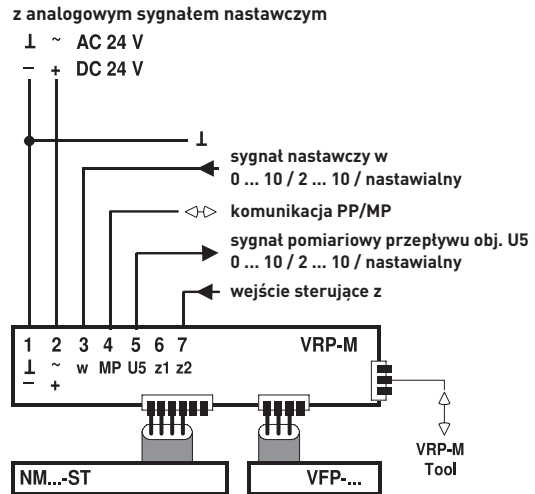 z analogowym sygnałem nastawczym
⊥ ~ AC 24 V
− + DC 24 V
⊥
sygnał nastawczy w
0 ... 10 / 2 ... 10 / nastawialny
komunikacja PP/MP
sygnał pomiarowy przepływu obj. U5
0 ... 10 / 2 ... 10 / nastawialny
wejście sterujące z
1 2 3 4 5 6 7 VRP-M
⊥ ~ w MP U5 z1 z2
− +
VRP-M
Tool
NM...-ST VFP-...